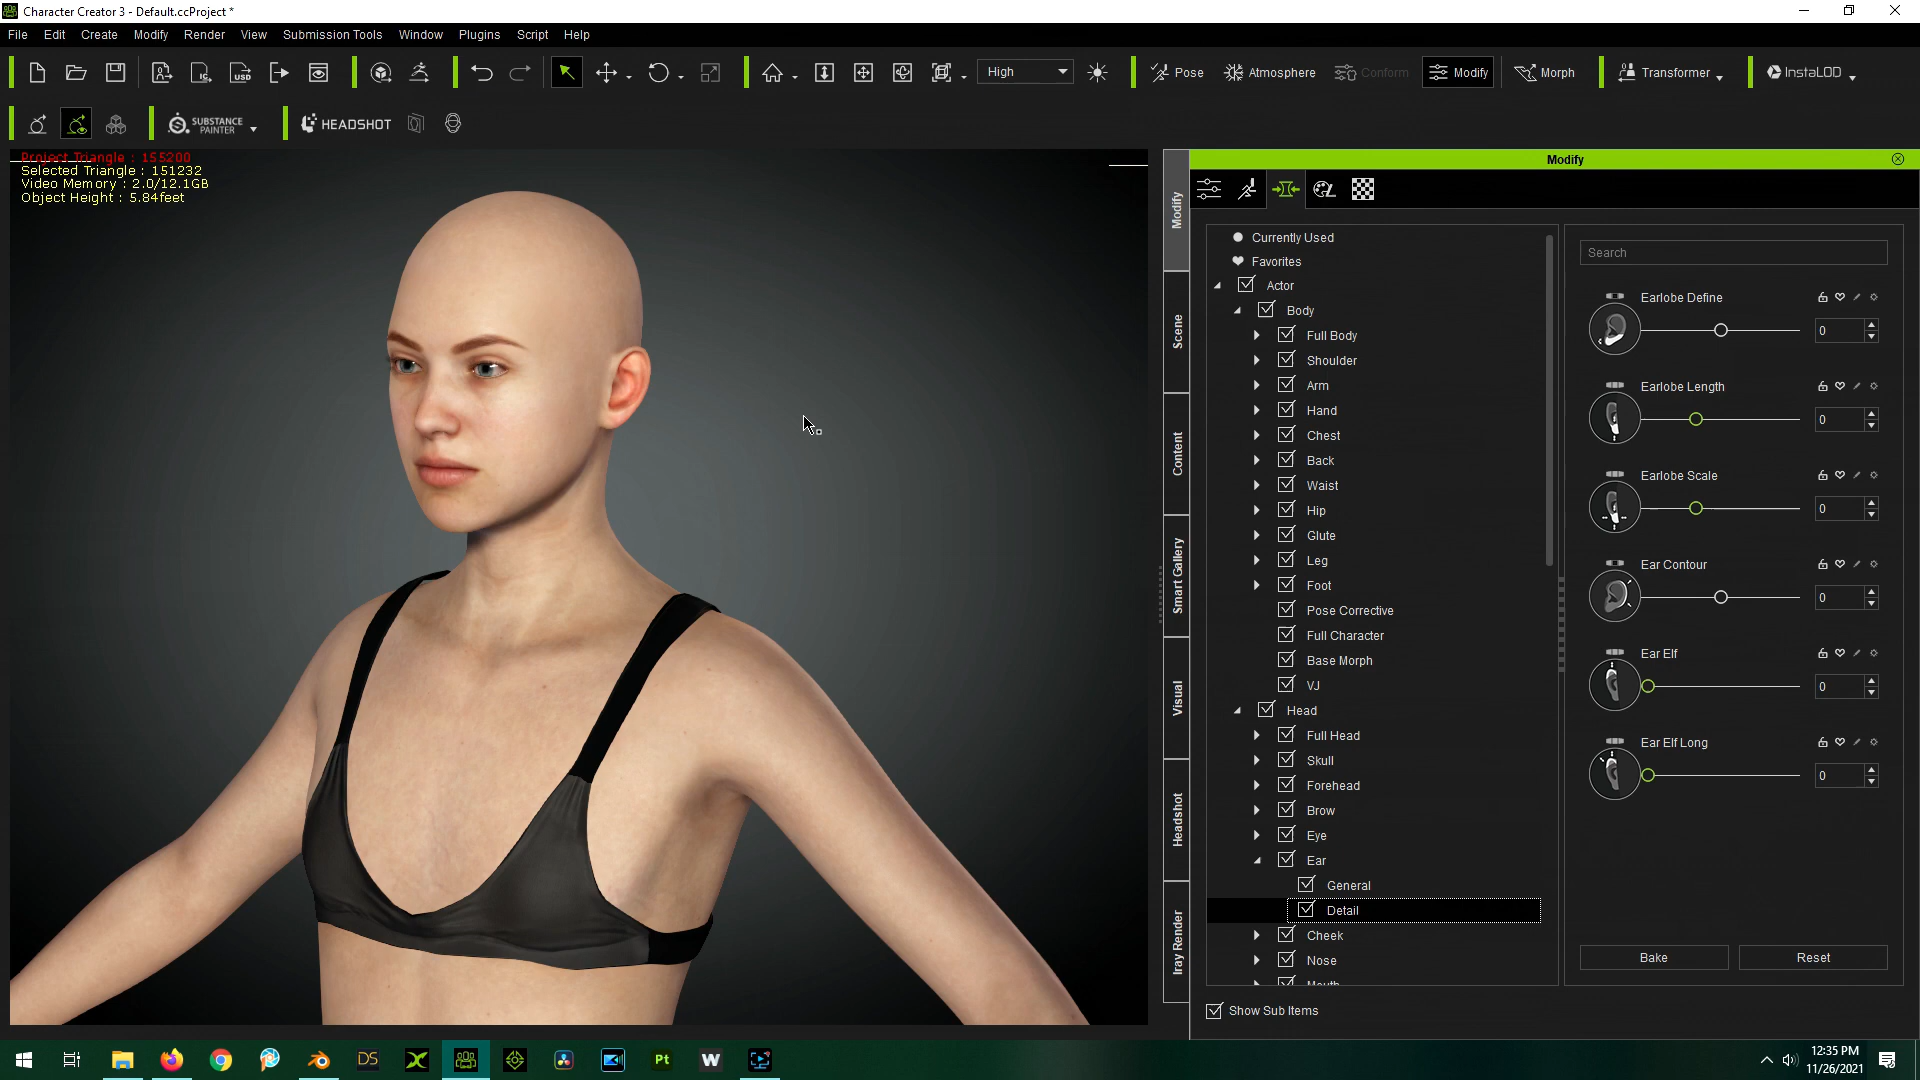 Character Creator 3 - Default.ccProject *
File Edit Create Modify Render View Submission Tools Window Plugins Script Help
High Pose Atmosphere Conform Modify Morph Transformer InstaLOD
SUBSTANCE PAINTER HEADSHOT
Project Triangle : 155200
Selected Triangle : 151232
Video Memory : 2.0/12.1GB
Object Height : 5.84feet
Modify
Modify
Scene
Content
Smart Gallery
Visual
Headshot
Iray Render
Currently Used
Favorites
Actor
Body
Full Body
Shoulder
Arm
Hand
Chest
Back
Waist
Hip
Glute
Leg
Foot
Pose Corrective
Full Character
Base Morph
VJ
Head
Full Head
Skull
Forehead
Brow
Eye
Ear
General
Detail
Cheek
Nose
Mouth
Show Sub Items
Search
Earlobe Define
0
Earlobe Length
0
Earlobe Scale
0
Ear Contour
0
Ear Elf
0
Ear Elf Long
0
Bake Reset
DS Pt W
12:35 PM
11/26/2021